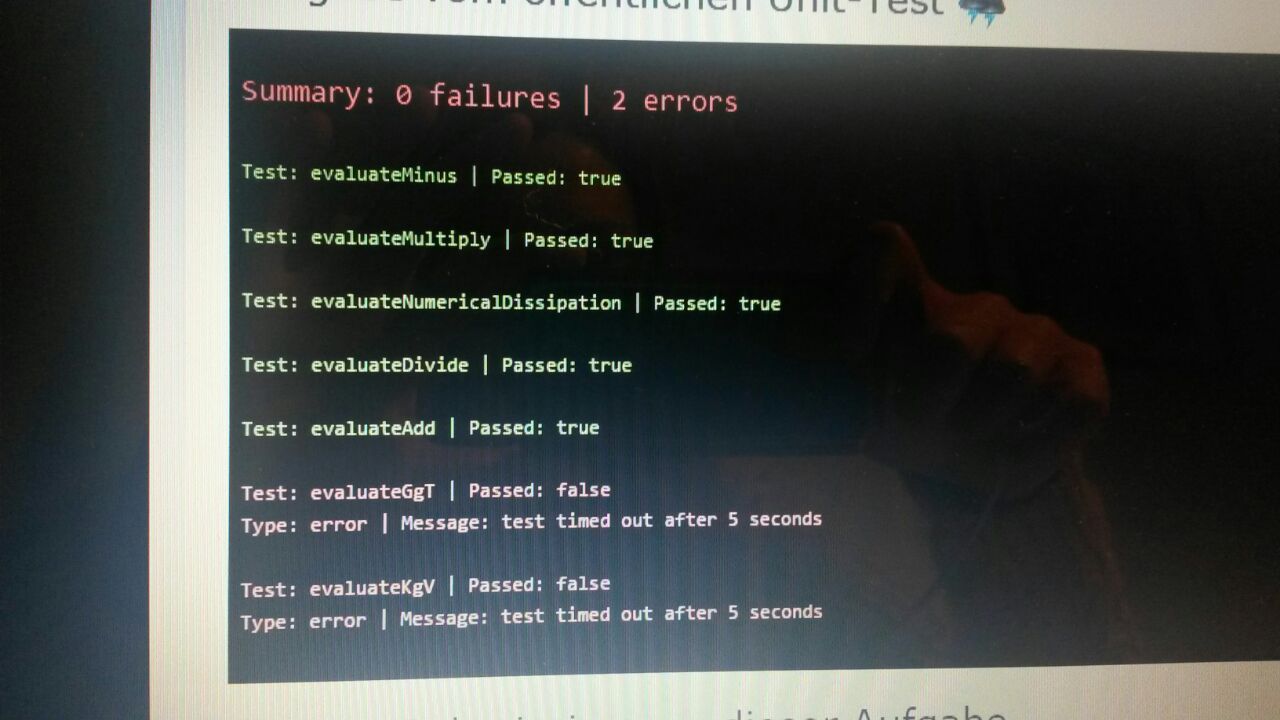 vom öffentlichen Unit-Test
Summary: 0 failures | 2 errors
Test: evaluateMinus | Passed: true
Test: evaluateMultiply | Passed: true
Test: evaluateNumericalDissipation | Passed: true
Test: evaluateDivide | Passed: true
Test: evaluateAdd | Passed: true
Test: evaluateGgT | Passed: false
Type: error | Message: test timed out after 5 seconds
Test: evaluateKgV | Passed: false
Type: error | Message: test timed out after 5 seconds
dieser Aufgabe